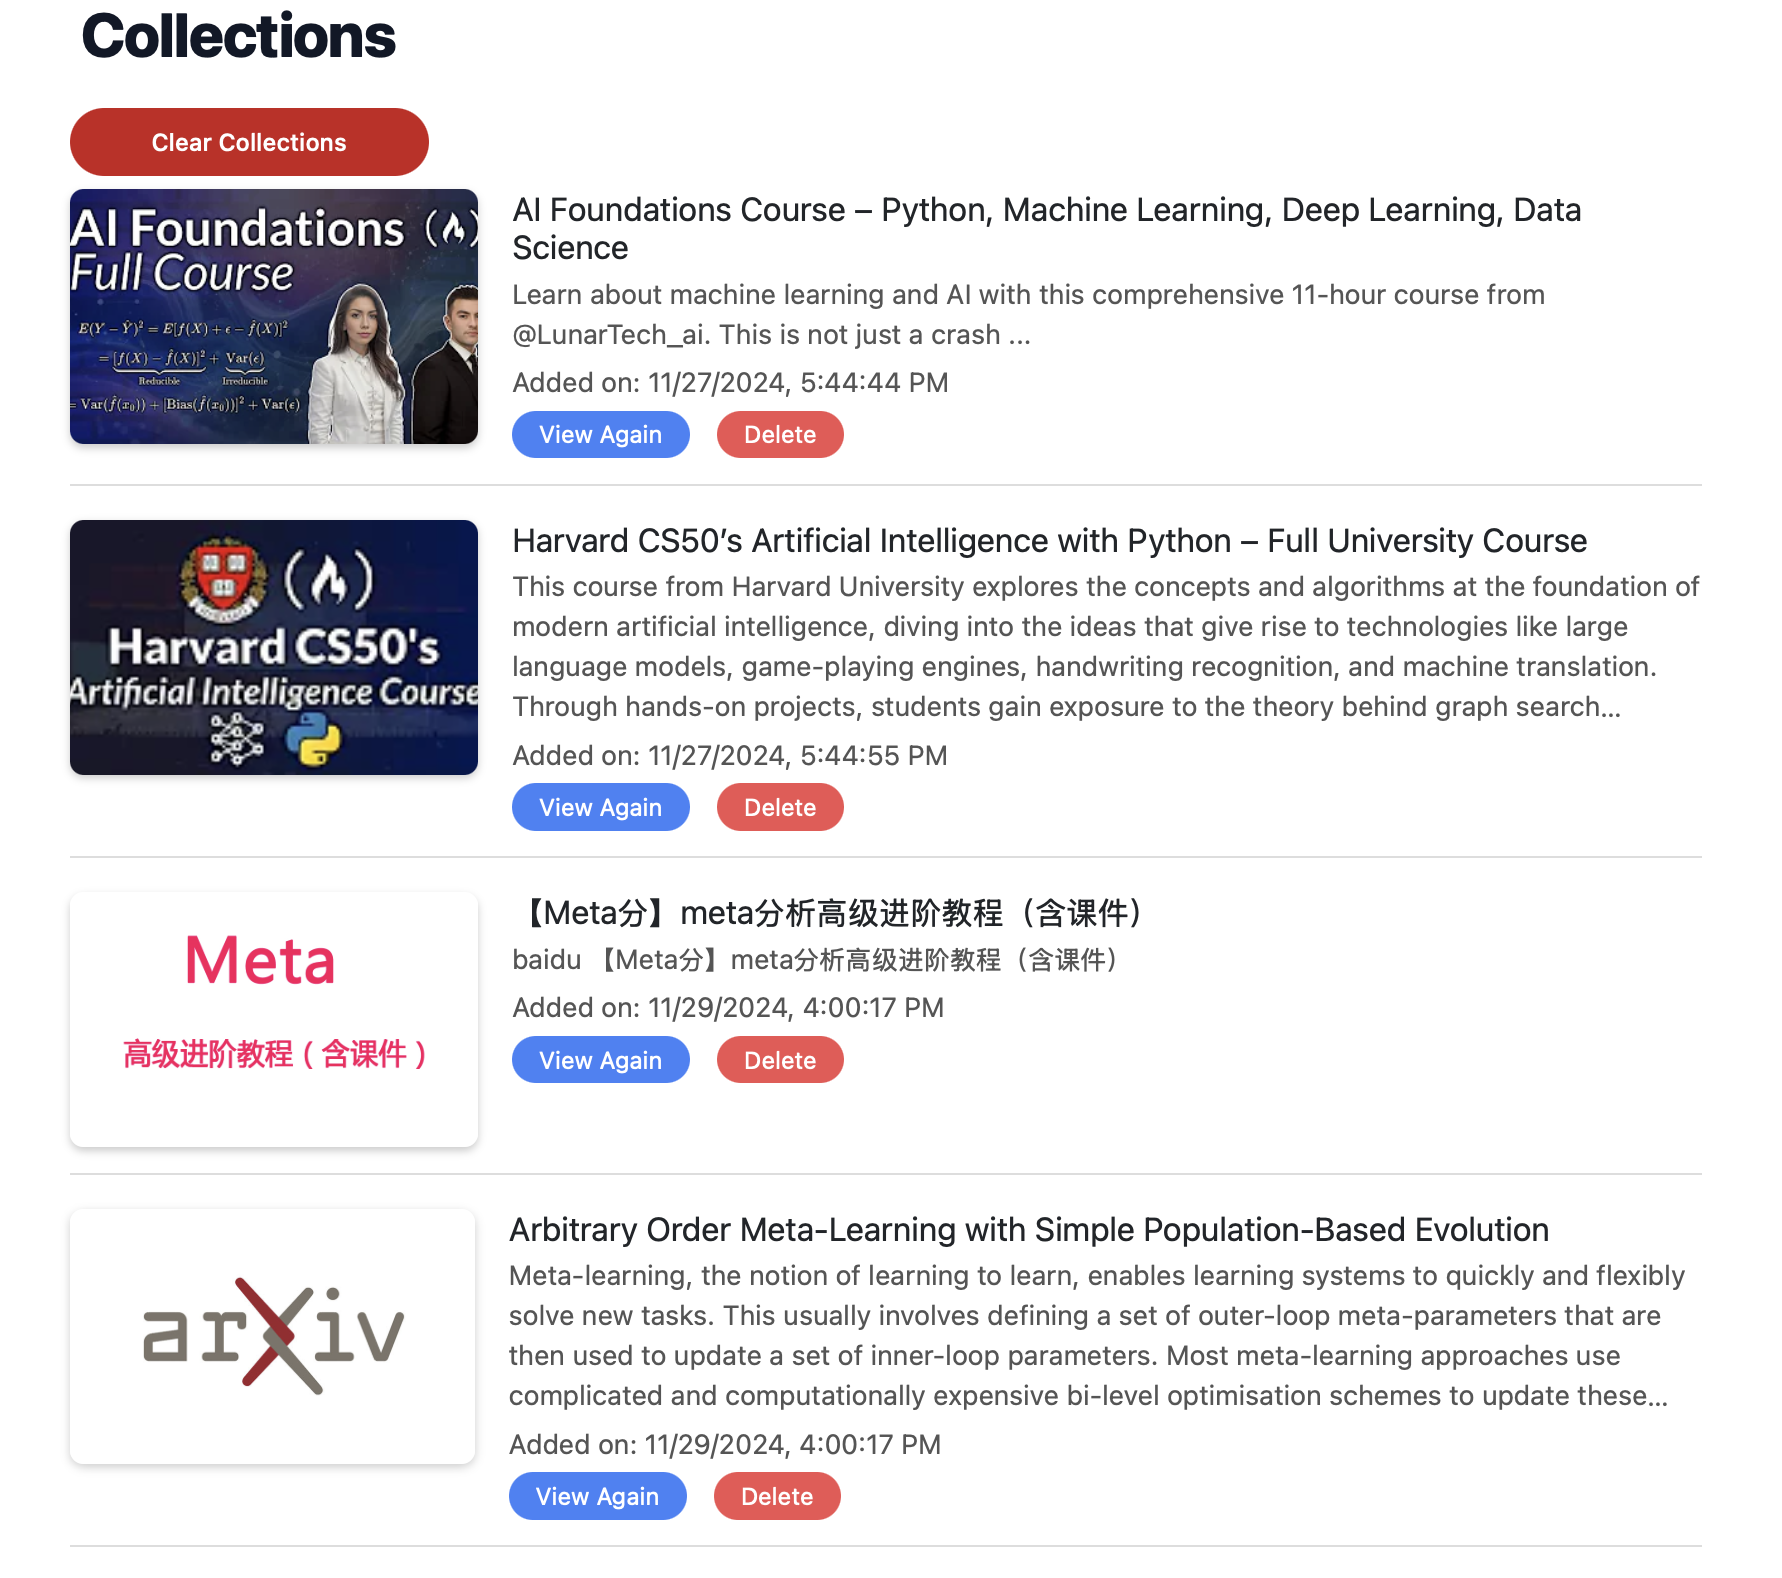 Collections
Clear Collections
AI Foundations
Full Course
E(Y − Ŷ)² = E[f(X) + ϵ − f̂(X)]²
= [f(X) − f̂(X)]² + Var(ϵ)
Reducible Irreducible
= Var(f̂(x₀)) + [Bias(f̂(x₀))]² + Var(ϵ)
AI Foundations Course – Python, Machine Learning, Deep Learning, Data
Science
Learn about machine learning and AI with this comprehensive 11-hour course from
@LunarTech_ai. This is not just a crash ...
Added on: 11/27/2024, 5:44:44 PM
View Again Delete
Harvard CS50's
Artificial Intelligence Course
Harvard CS50’s Artificial Intelligence with Python – Full University Course
This course from Harvard University explores the concepts and algorithms at the foundation of
modern artificial intelligence, diving into the ideas that give rise to technologies like large
language models, game-playing engines, handwriting recognition, and machine translation.
Through hands-on projects, students gain exposure to the theory behind graph search...
Added on: 11/27/2024, 5:44:55 PM
View Again Delete
Meta
高级进阶教程（含课件）
【Meta分】meta分析高级进阶教程（含课件）
baidu 【Meta分】meta分析高级进阶教程（含课件）
Added on: 11/29/2024, 4:00:17 PM
View Again Delete
arXiv
Arbitrary Order Meta-Learning with Simple Population-Based Evolution
Meta-learning, the notion of learning to learn, enables learning systems to quickly and flexibly
solve new tasks. This usually involves defining a set of outer-loop meta-parameters that are
then used to update a set of inner-loop parameters. Most meta-learning approaches use
complicated and computationally expensive bi-level optimisation schemes to update these...
Added on: 11/29/2024, 4:00:17 PM
View Again Delete